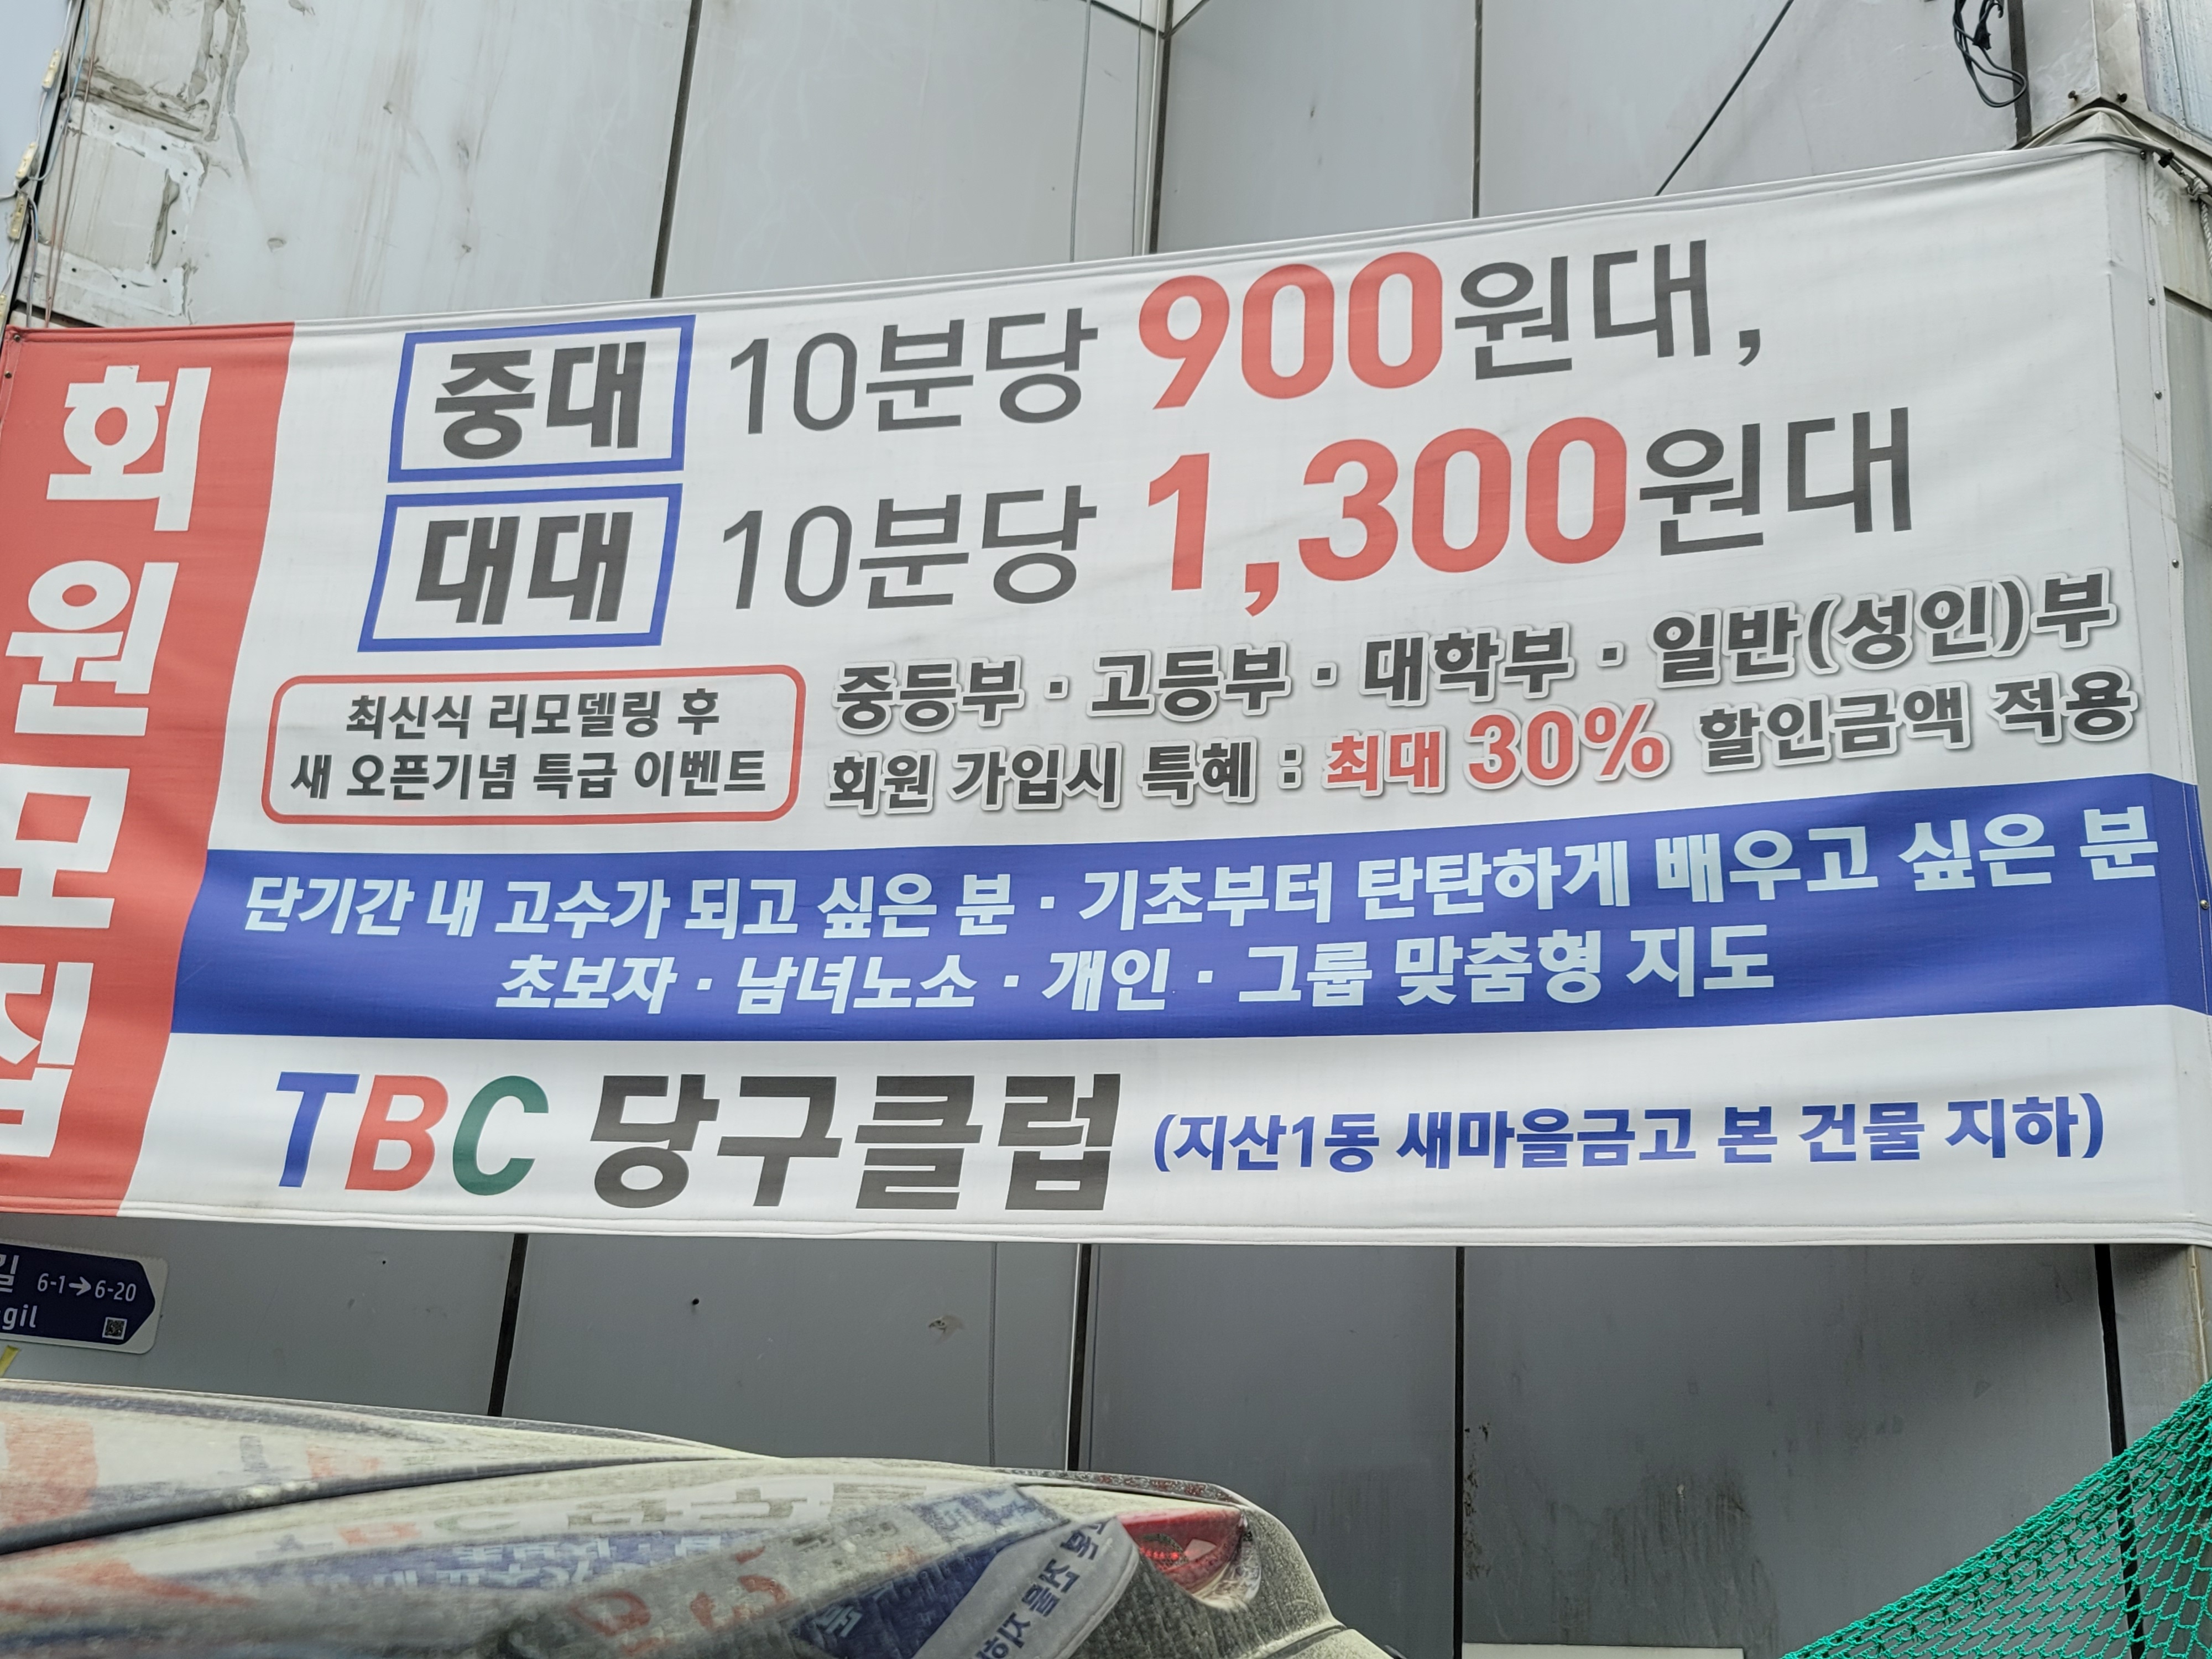 회원모집
중대 10분당 900원대,
대대 10분당 1,300원대
최신식 리모델링 후
새 오픈기념 특급 이벤트
중등부 · 고등부 · 대학부 · 일반(성인)부
회원 가입시 특혜 : 최대 30% 할인금액 적용
단기간 내 고수가 되고 싶은 분 · 기초부터 탄탄하게 배우고 싶은 분
초보자 · 남녀노소 · 개인 · 그룹 맞춤형 지도
TBC 당구클럽 (지산1동 새마을금고 본 건물 지하)
길 6-1→6-20
gil